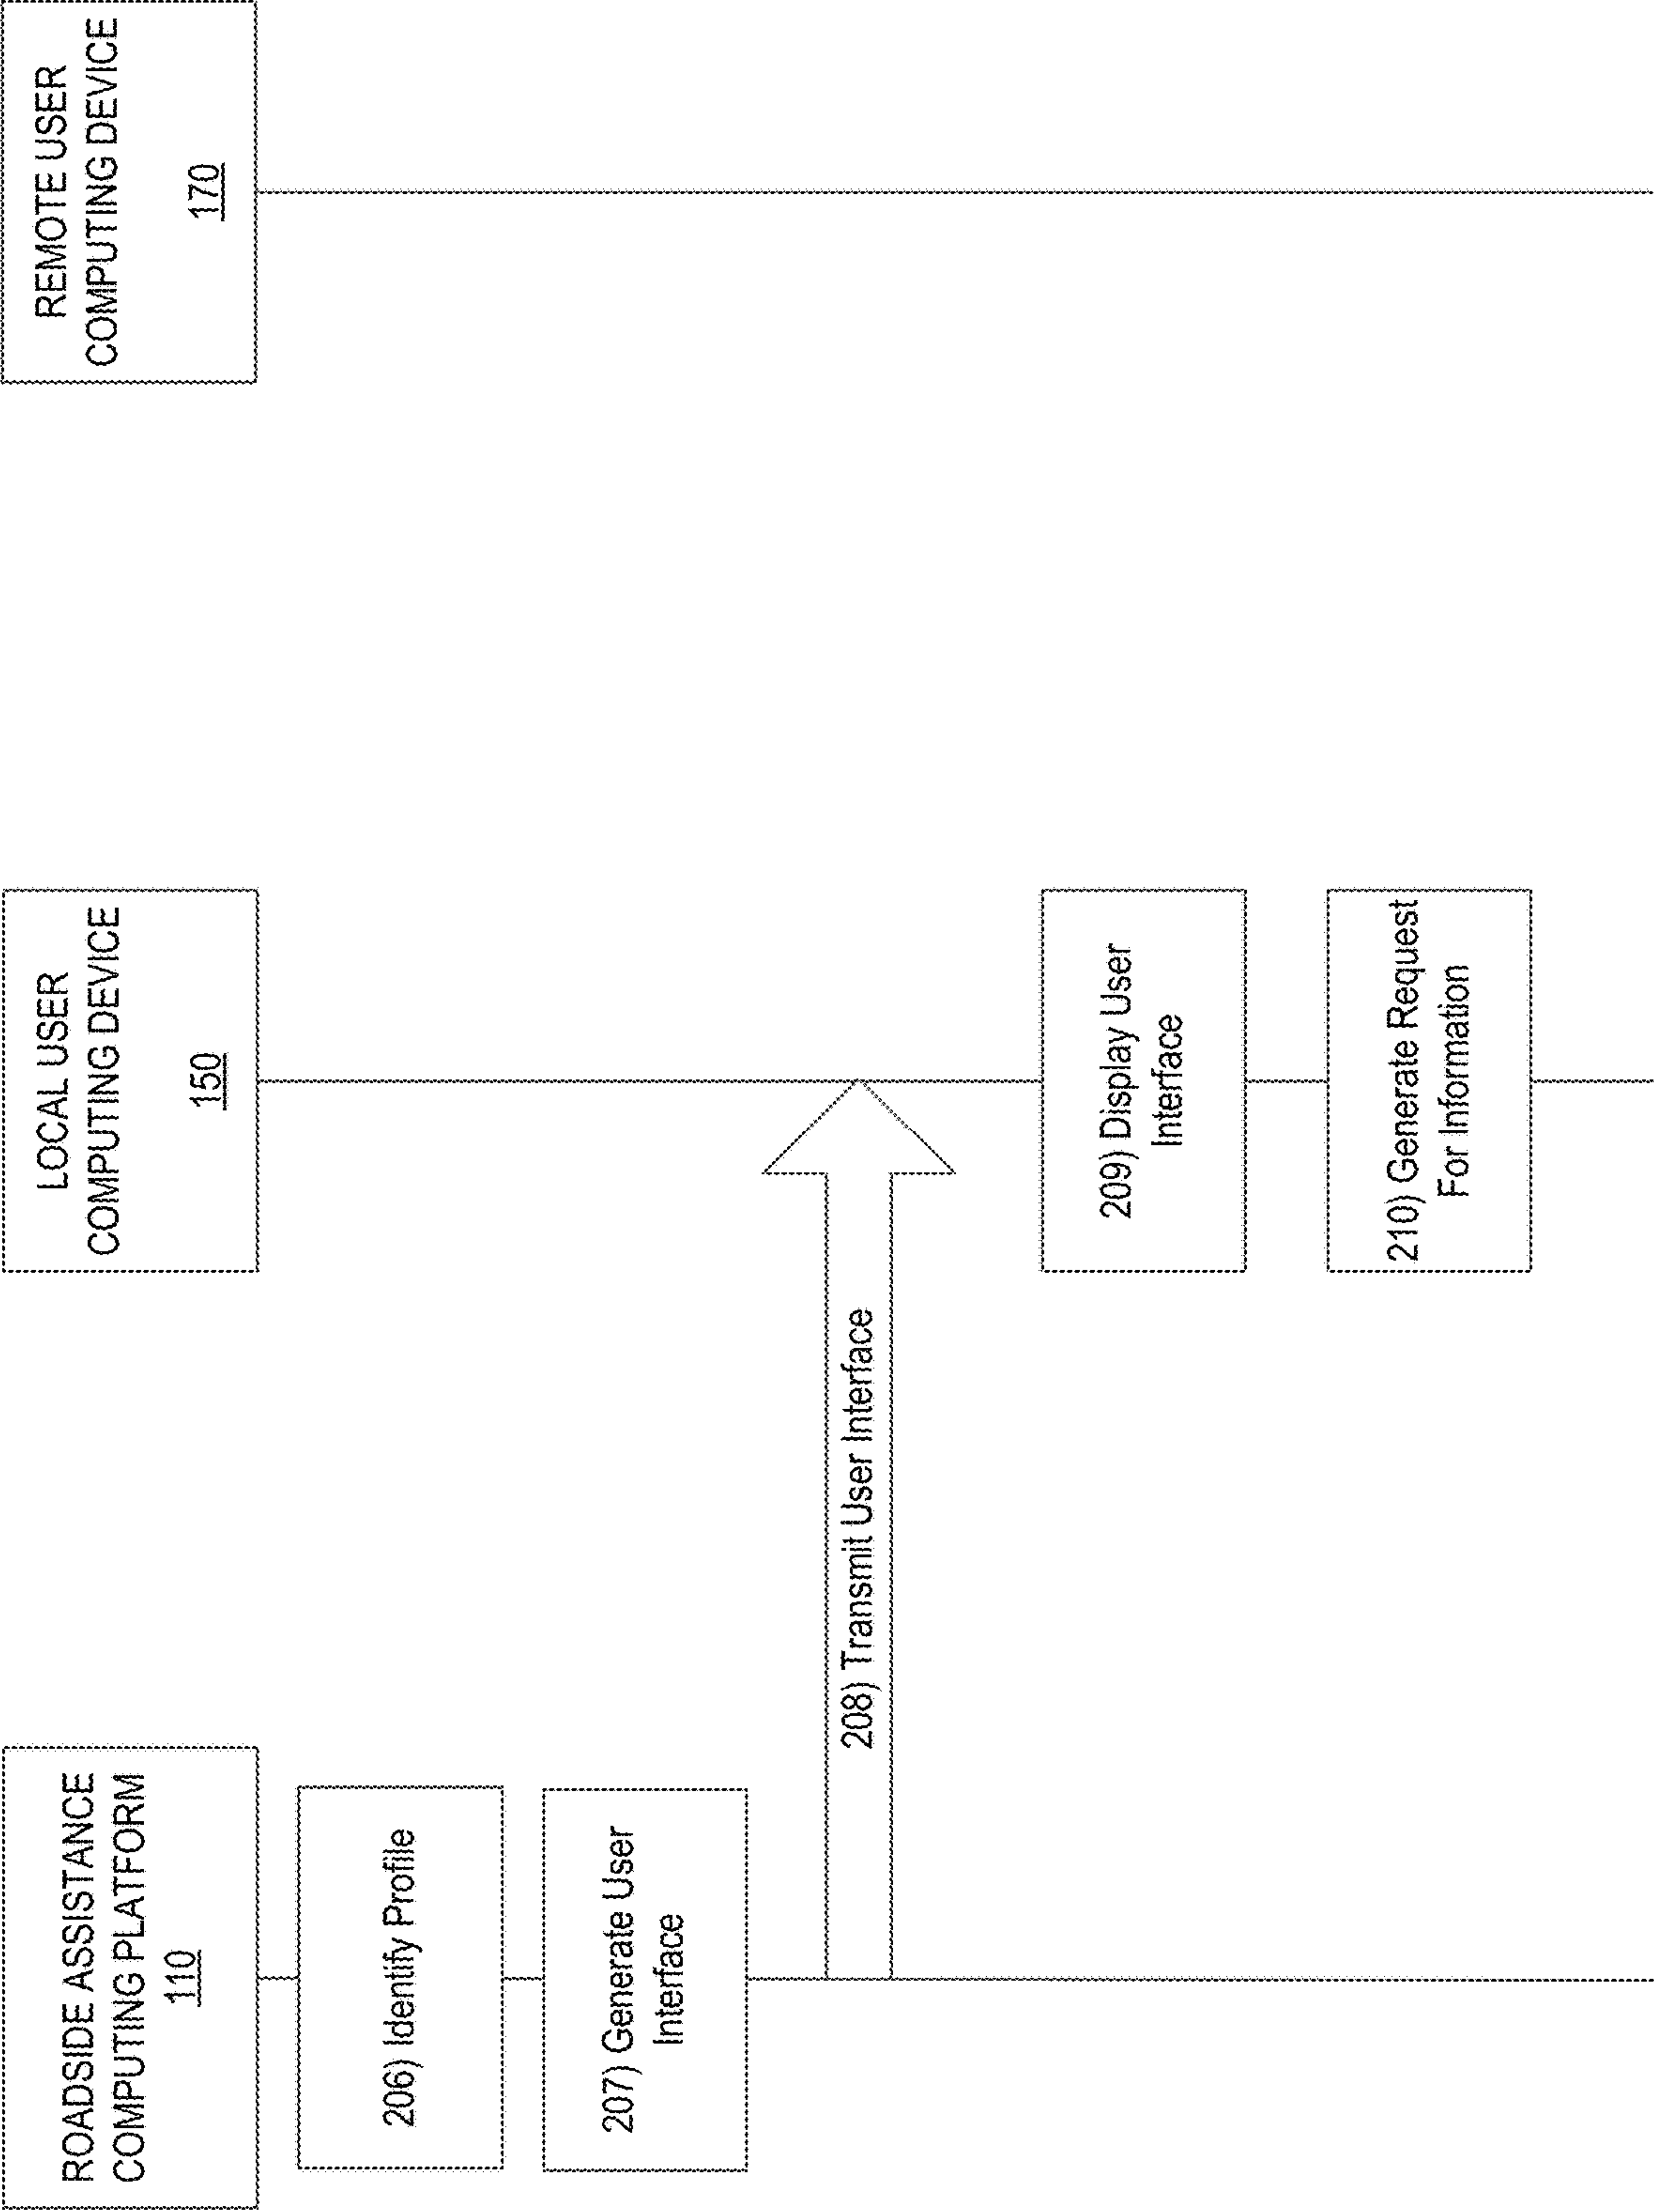 ROADSIDE ASSISTANCE
COMPUTING PLATFORM
110
LOCAL USER
COMPUTING DEVICE
150
REMOTE USER
COMPUTING DEVICE
170
206) Identify Profile
207) Generate User
Interface
208) Transmit User Interface
209) Display User
Interface
210) Generate Request
For Information